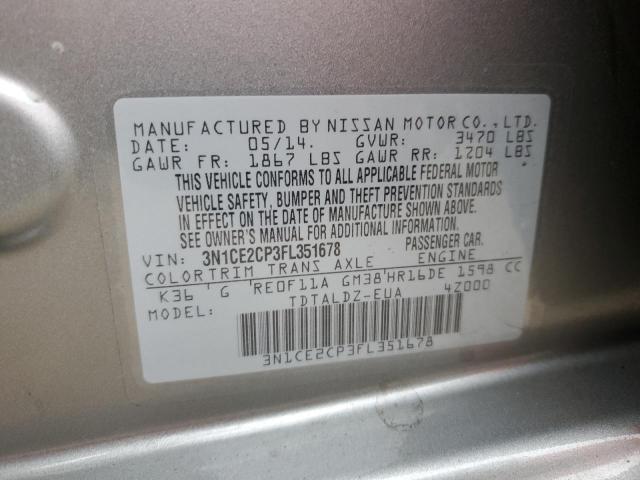 MANUFACTURED BY NISSAN MOTOR CO., LTD.
DATE: 05/14. GVWR: 3470 LBS
GAWR FR: 1867 LBS GAWR RR: 1204 LBS
THIS VEHICLE CONFORMS TO ALL APPLICABLE FEDERAL MOTOR
VEHICLE SAFETY, BUMPER AND THEFT PREVENTION STANDARDS
IN EFFECT ON THE DATE OF MANUFACTURE SHOWN ABOVE.
SEE OWNER'S MANUAL FOR ADDITIONAL INFORMATION.
VIN: 3N1CE2CP3FL351678 PASSENGER CAR.
COLORTRIM TRANS AXLE ENGINE
K36 ' G 'RE0F11A GM38'HR16DE 1598 CC
MODEL: TDTALDZ-EUA 4Z000
3N1CE2CP3FL351678